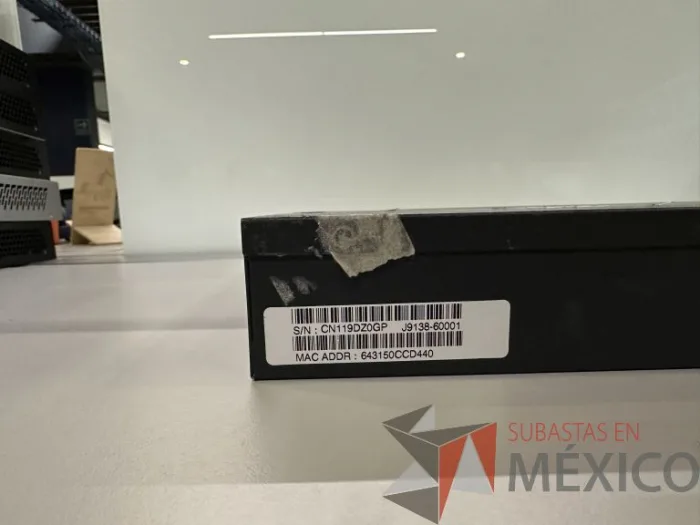 S/N : CN119DZ0GP J9138-60001
MAC ADDR : 643150CCD440
SUBASTAS EN
MÉXICO